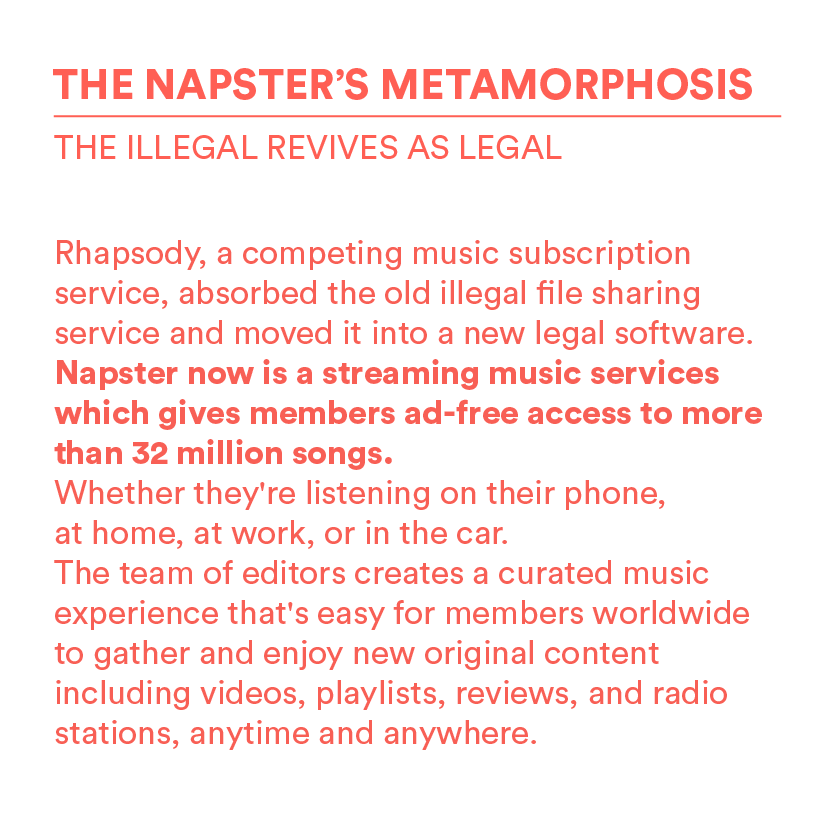 THE NAPSTER’S METAMORPHOSIS
THE ILLEGAL REVIVES AS LEGAL
Rhapsody, a competing music subscription
service, absorbed the old illegal file sharing
service and moved it into a new legal software.
Napster now is a streaming music services
which gives members ad-free access to more
than 32 million songs.
Whether they're listening on their phone,
at home, at work, or in the car.
The team of editors creates a curated music
experience that's easy for members worldwide
to gather and enjoy new original content
including videos, playlists, reviews, and radio
stations, anytime and anywhere.